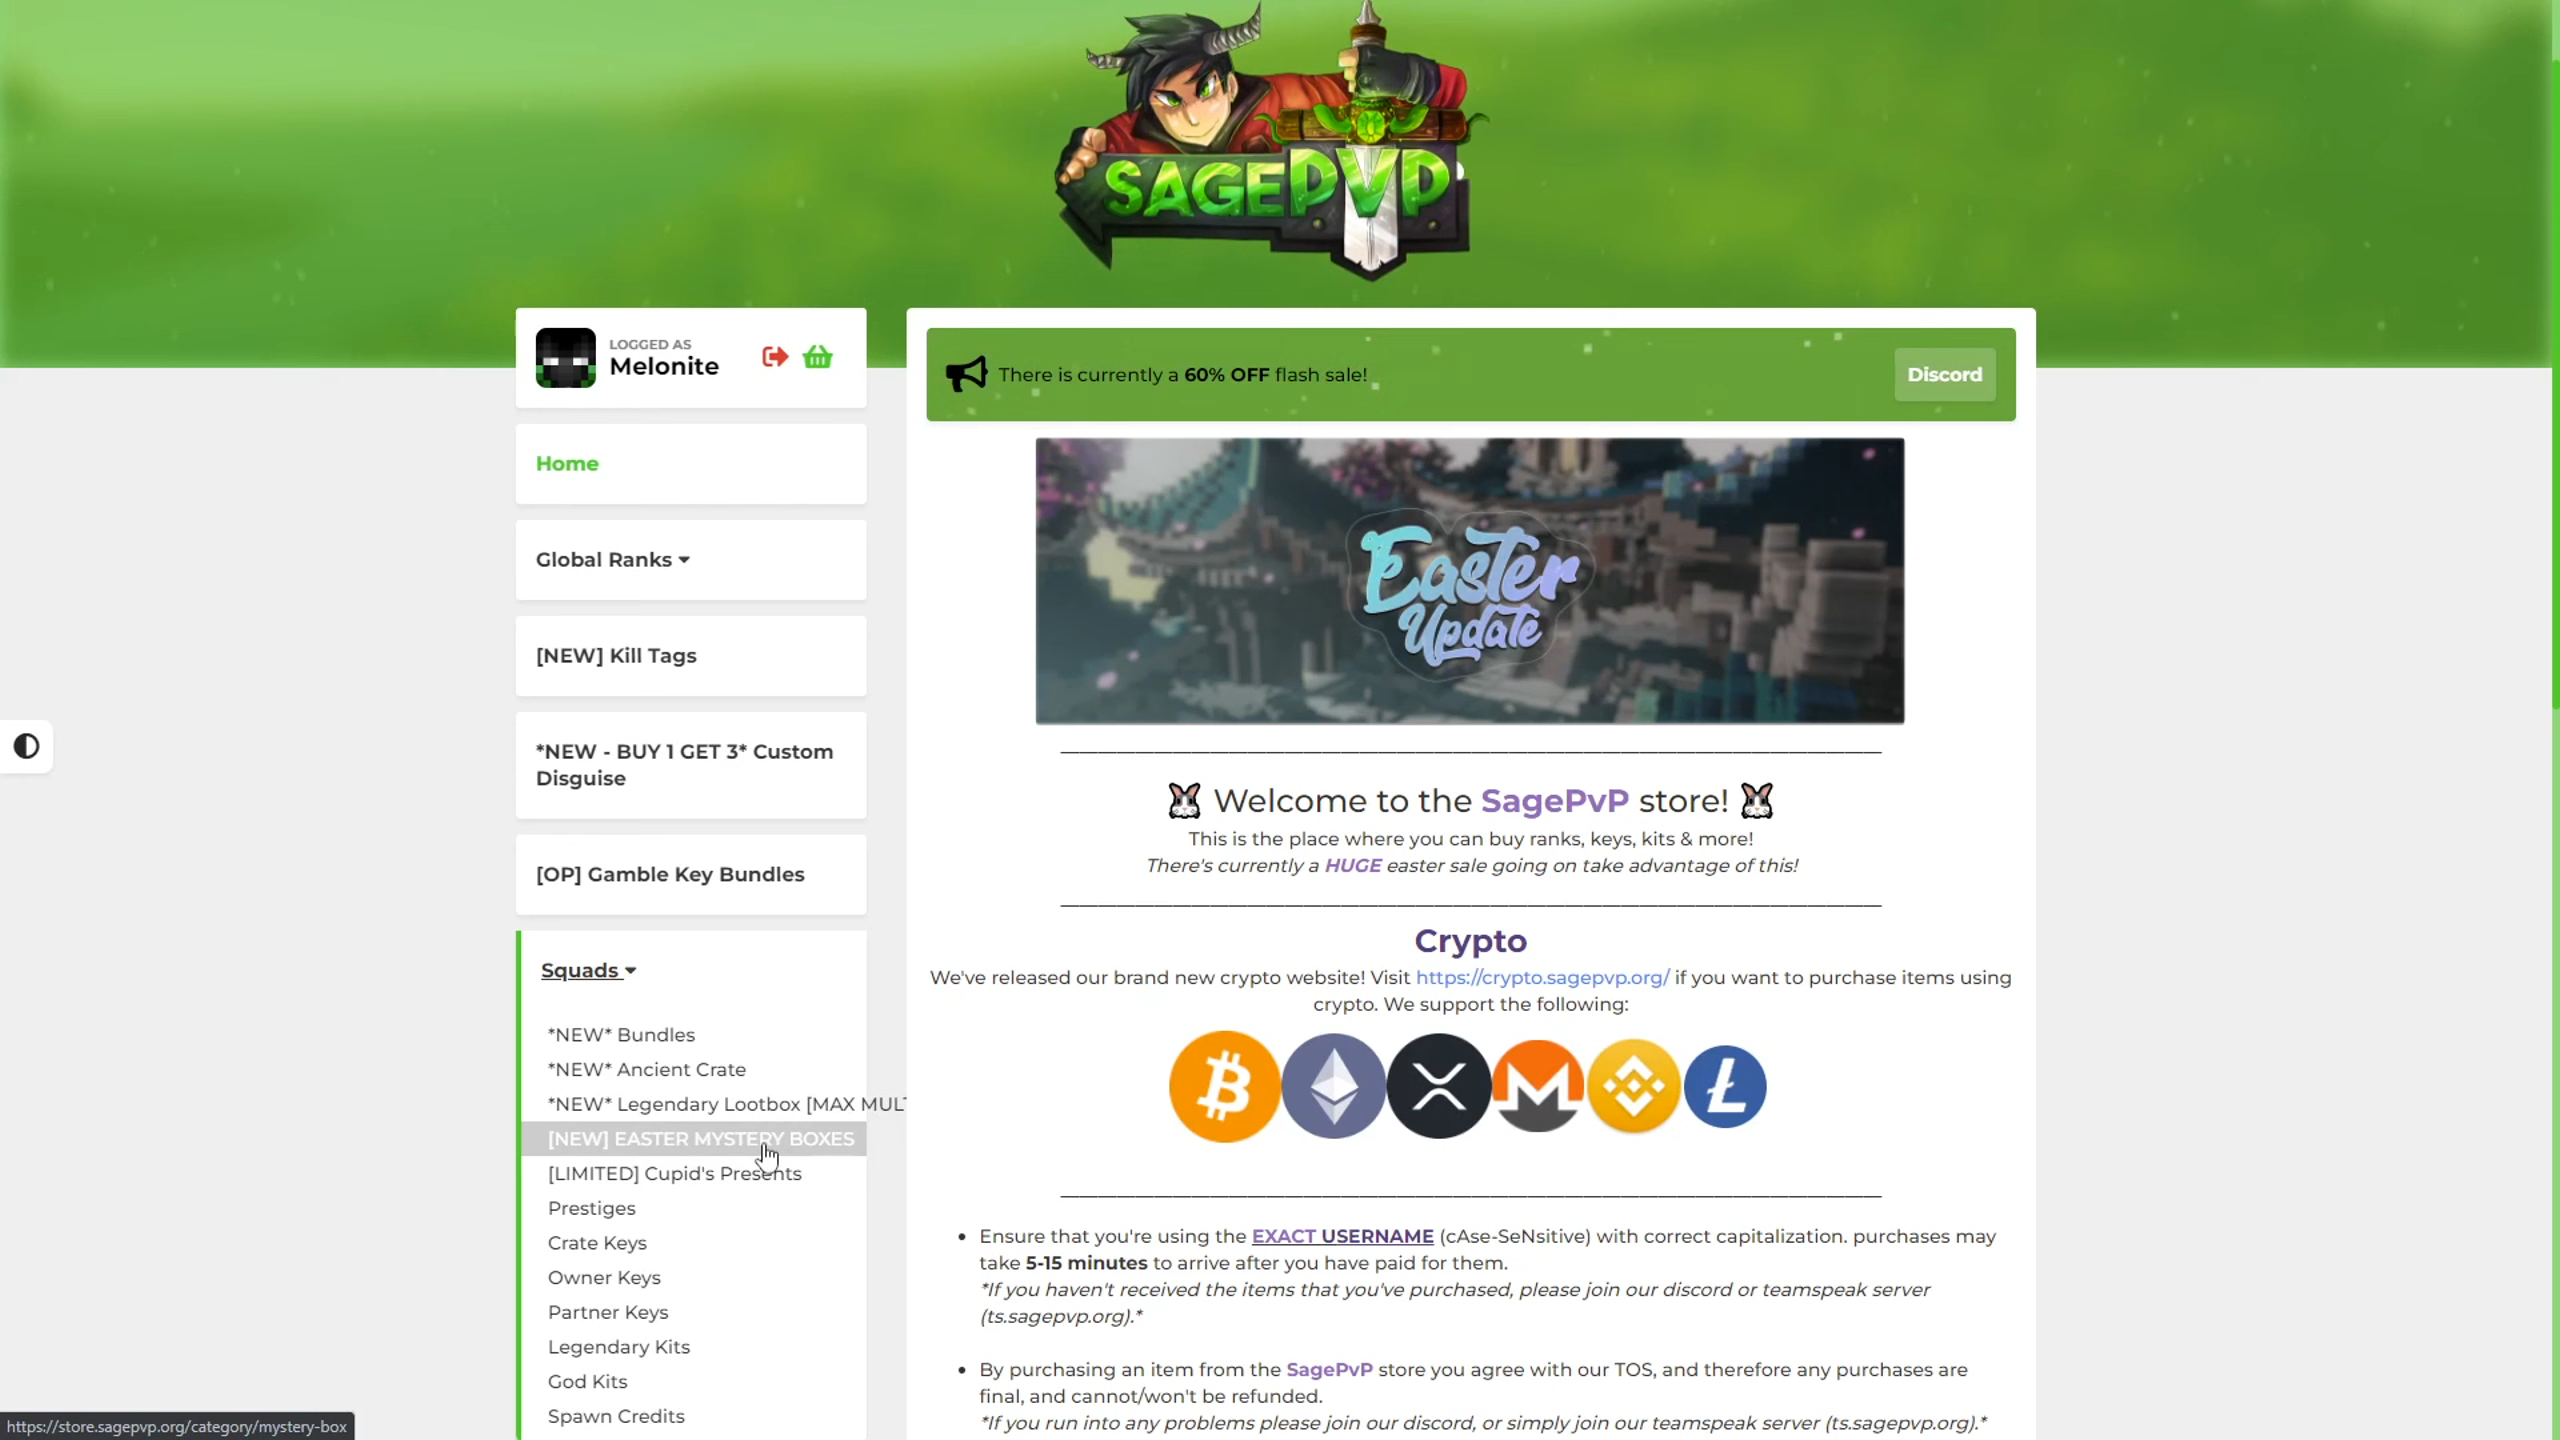 SAGEPVP
LOGGED AS
Melonite
Home
Global Ranks
[NEW] Kill Tags
*NEW - BUY 1 GET 3* Custom
Disguise
[OP] Gamble Key Bundles
Squads
*NEW* Bundles
*NEW* Ancient Crate
*NEW* Legendary Lootbox [MAX MULT
[NEW] EASTER MYSTERY BOXES
[LIMITED] Cupid's Presents
Prestiges
Crate Keys
Owner Keys
Partner Keys
Legendary Kits
God Kits
Spawn Credits
There is currently a 60% OFF flash sale!
Discord
Easter
Update
Welcome to the SagePvP store!
This is the place where you can buy ranks, keys, kits & more!
There's currently a HUGE easter sale going on take advantage of this!
Crypto
We've released our brand new crypto website! Visit https://crypto.sagepvp.org/ if you want to purchase items using
crypto. We support the following:
• Ensure that you're using the EXACT USERNAME (cAse-SeNsitive) with correct capitalization. purchases may
take 5-15 minutes to arrive after you have paid for them.
*If you haven't received the items that you've purchased, please join our discord or teamspeak server
(ts.sagepvp.org).*
• By purchasing an item from the SagePvP store you agree with our TOS, and therefore any purchases are
final, and cannot/won't be refunded.
*If you run into any problems please join our discord, or simply join our teamspeak server (ts.sagepvp.org).*
https://store.sagepvp.org/category/mystery-box